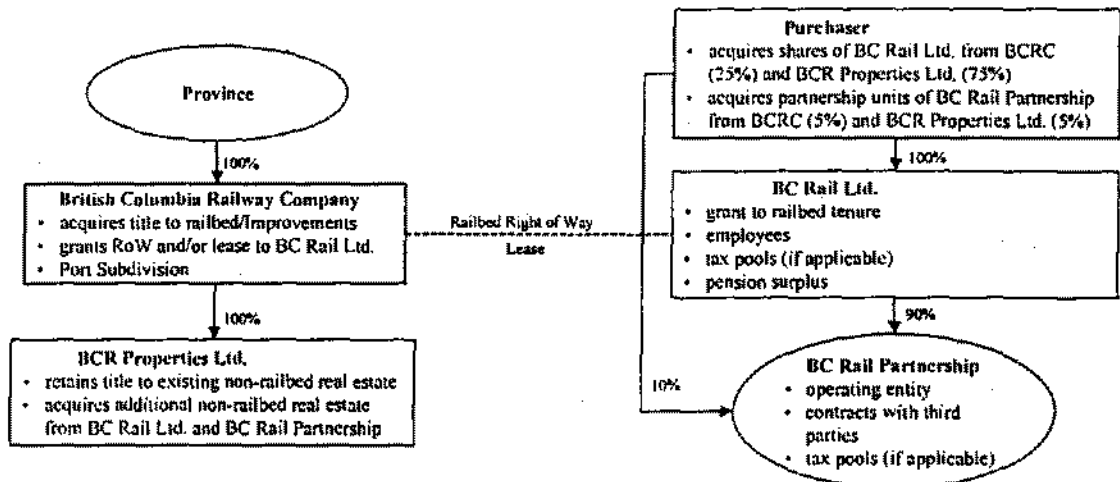 Province
100%
British Columbia Railway Company
• acquires title to railbed/Improvements
• grants RoW and/or lease to BC Rail Ltd.
• Port Subdivision
100%
BCR Properties Ltd.
• retains title to existing non-railbed real estate
• acquires additional non-railbed real estate
from BC Rail Ltd. and BC Rail Partnership
Railbed Right of Way
Lease
Purchaser
• acquires shares of BC Rail Ltd. from BCRC
(25%) and BCR Properties Ltd. (75%)
• acquires partnership units of BC Rail Partnership
from BCRC (5%) and BCR Properties Ltd. (5%)
100%
BC Rail Ltd.
• grant to railbed tenure
• employees
• tax pools (if applicable)
• pension surplus
90%
10%
BC Rail Partnership
• operating entity
• contracts with third
parties
• tax pools (if applicable)